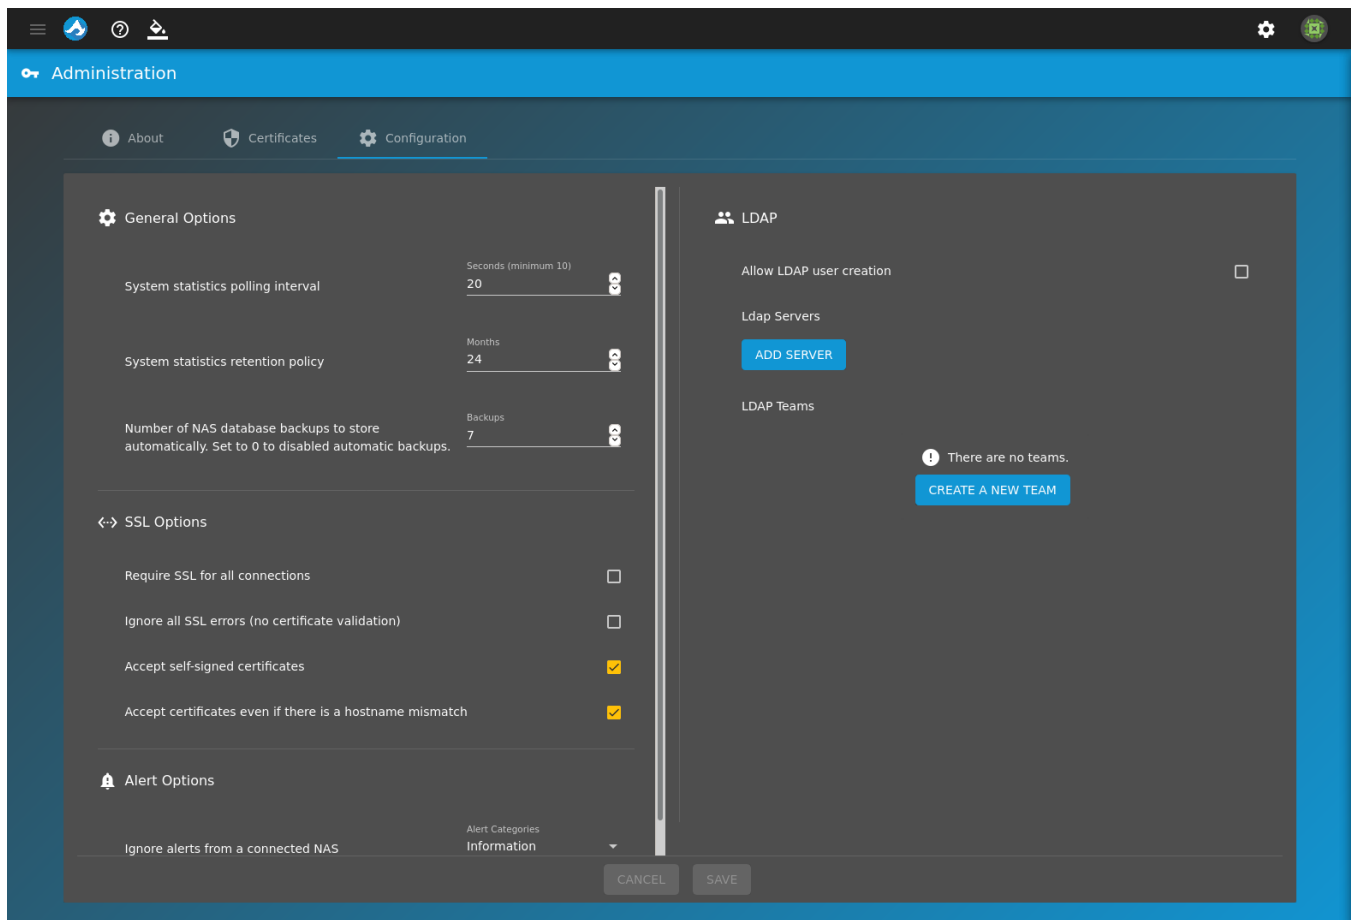 Administration
About
Certificates
Configuration
General Options
Seconds (minimum 10)
System statistics polling interval
20
Months
System statistics retention policy
24
Backups
Number of NAS database backups to store
automatically. Set to 0 to disabled automatic backups.
7
SSL Options
Require SSL for all connections
Ignore all SSL errors (no certificate validation)
Accept self-signed certificates
Accept certificates even if there is a hostname mismatch
Alert Options
Alert Categories
Ignore alerts from a connected NAS
Information
LDAP
Allow LDAP user creation
Ldap Servers
ADD SERVER
LDAP Teams
There are no teams.
CREATE A NEW TEAM
CANCEL
SAVE